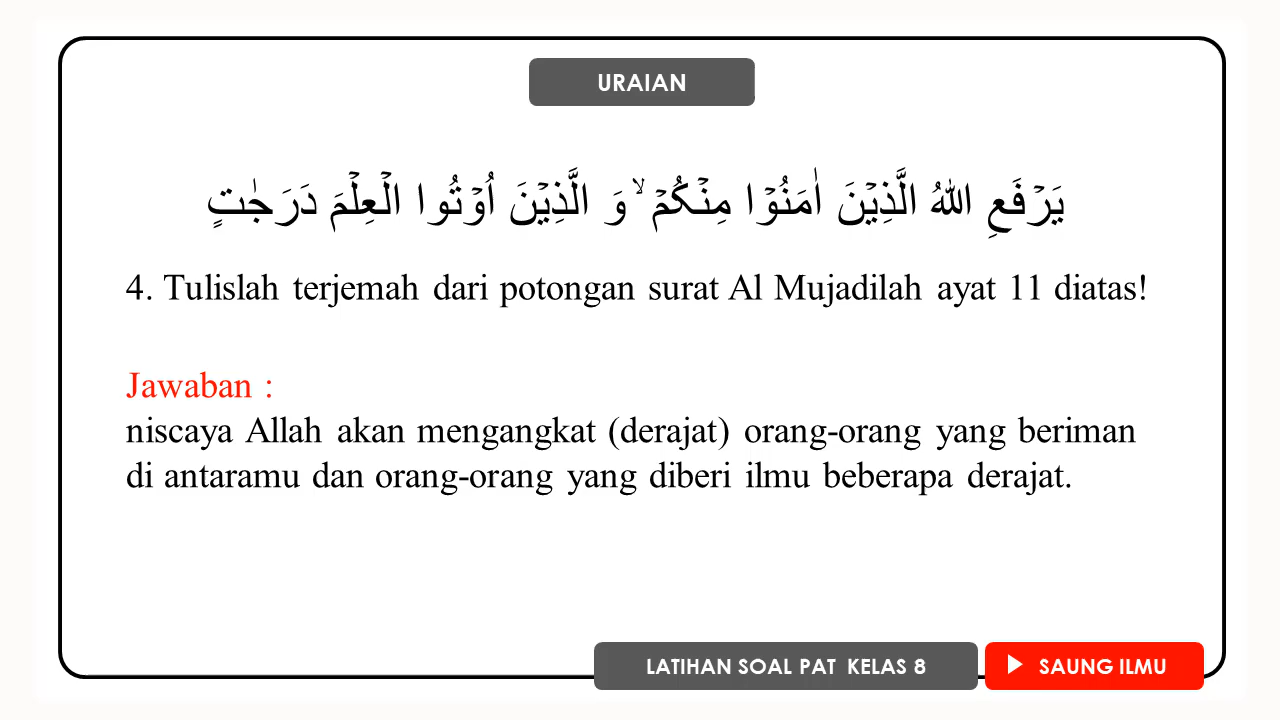 URAIAN
يَرۡفَعِ اللّٰهُ الَّذِيۡنَ اٰمَنُوۡا مِنۡكُمۡ ۙ وَ الَّذِيۡنَ اُوۡتُوا الۡعِلۡمَ دَرَجٰتٍ
4. Tulislah terjemah dari potongan surat Al Mujadilah ayat 11 diatas!
Jawaban :
niscaya Allah akan mengangkat (derajat) orang-orang yang beriman
di antaramu dan orang-orang yang diberi ilmu beberapa derajat.
LATIHAN SOAL PAT KELAS 8
SAUNG ILMU